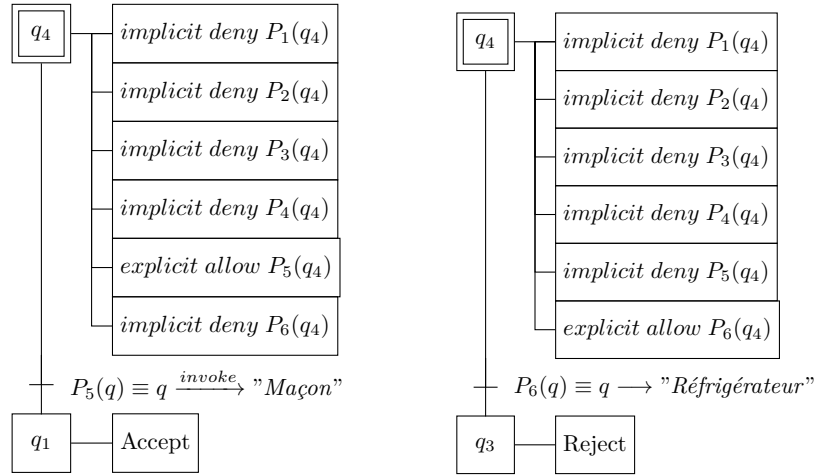 q4
implicit deny P1(q4)
implicit deny P2(q4)
implicit deny P3(q4)
implicit deny P4(q4)
explicit allow P5(q4)
implicit deny P6(q4)
P5(q) ≡ q invoke⟶ "Maçon"
q1
Accept
q4
implicit deny P1(q4)
implicit deny P2(q4)
implicit deny P3(q4)
implicit deny P4(q4)
implicit deny P5(q4)
explicit allow P6(q4)
P6(q) ≡ q ⟶ "Réfrigérateur"
q3
Reject